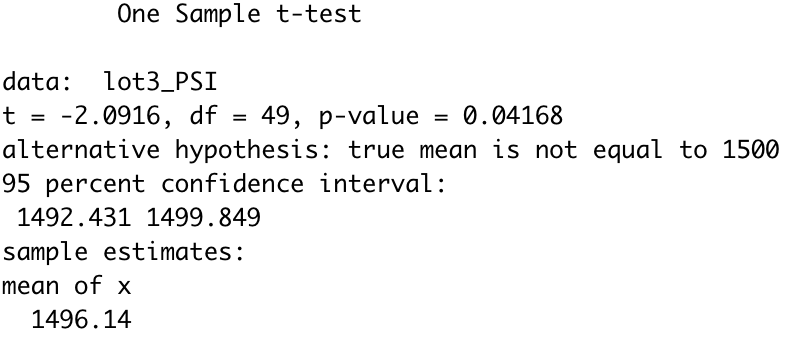 One Sample t-test
data: lot3_PSI
t = -2.0916, df = 49, p-value = 0.04168
alternative hypothesis: true mean is not equal to 1500
95 percent confidence interval:
1492.431 1499.849
sample estimates:
mean of x
1496.14